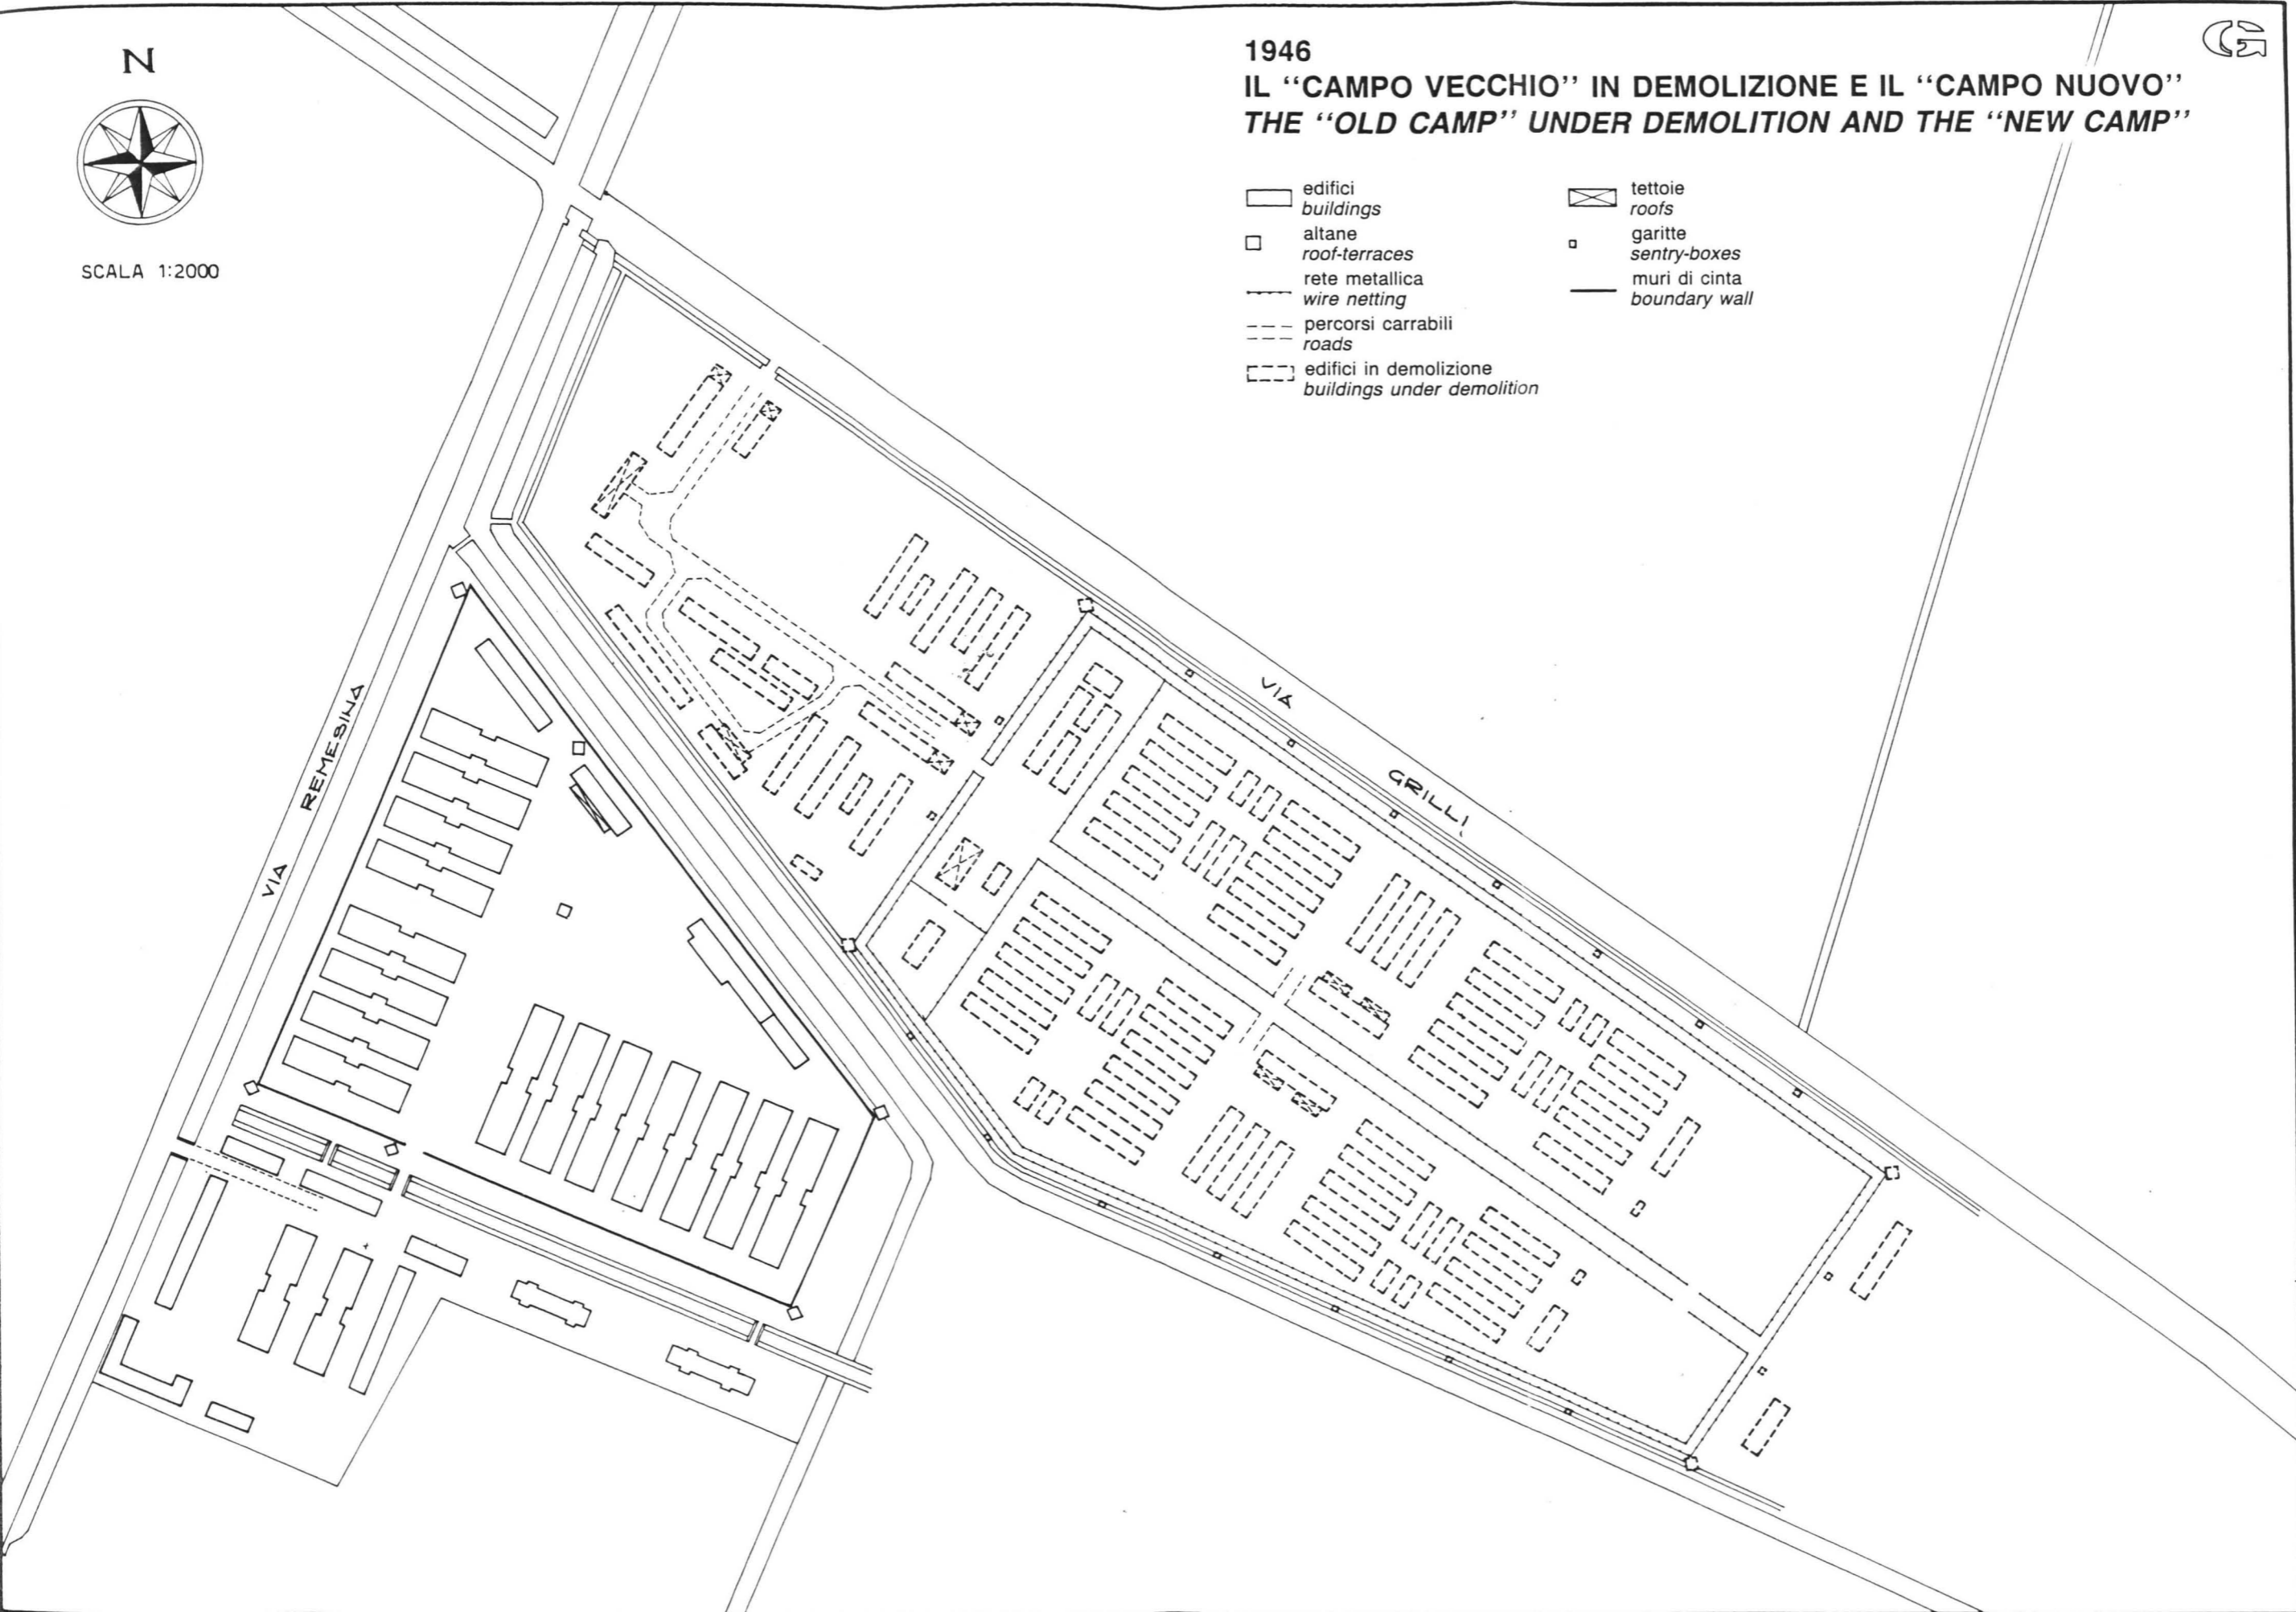 N
SCALA 1:2000
1946
IL "CAMPO VECCHIO" IN DEMOLIZIONE E IL "CAMPO NUOVO"
THE "OLD CAMP" UNDER DEMOLITION AND THE "NEW CAMP"
edifici
buildings
altane
roof-terraces
rete metallica
wire netting
percorsi carrabili
roads
edifici in demolizione
buildings under demolition
tettoie
roofs
garitte
sentry-boxes
muri di cinta
boundary wall
VIA GRILLI
VIA REMESINA
CG